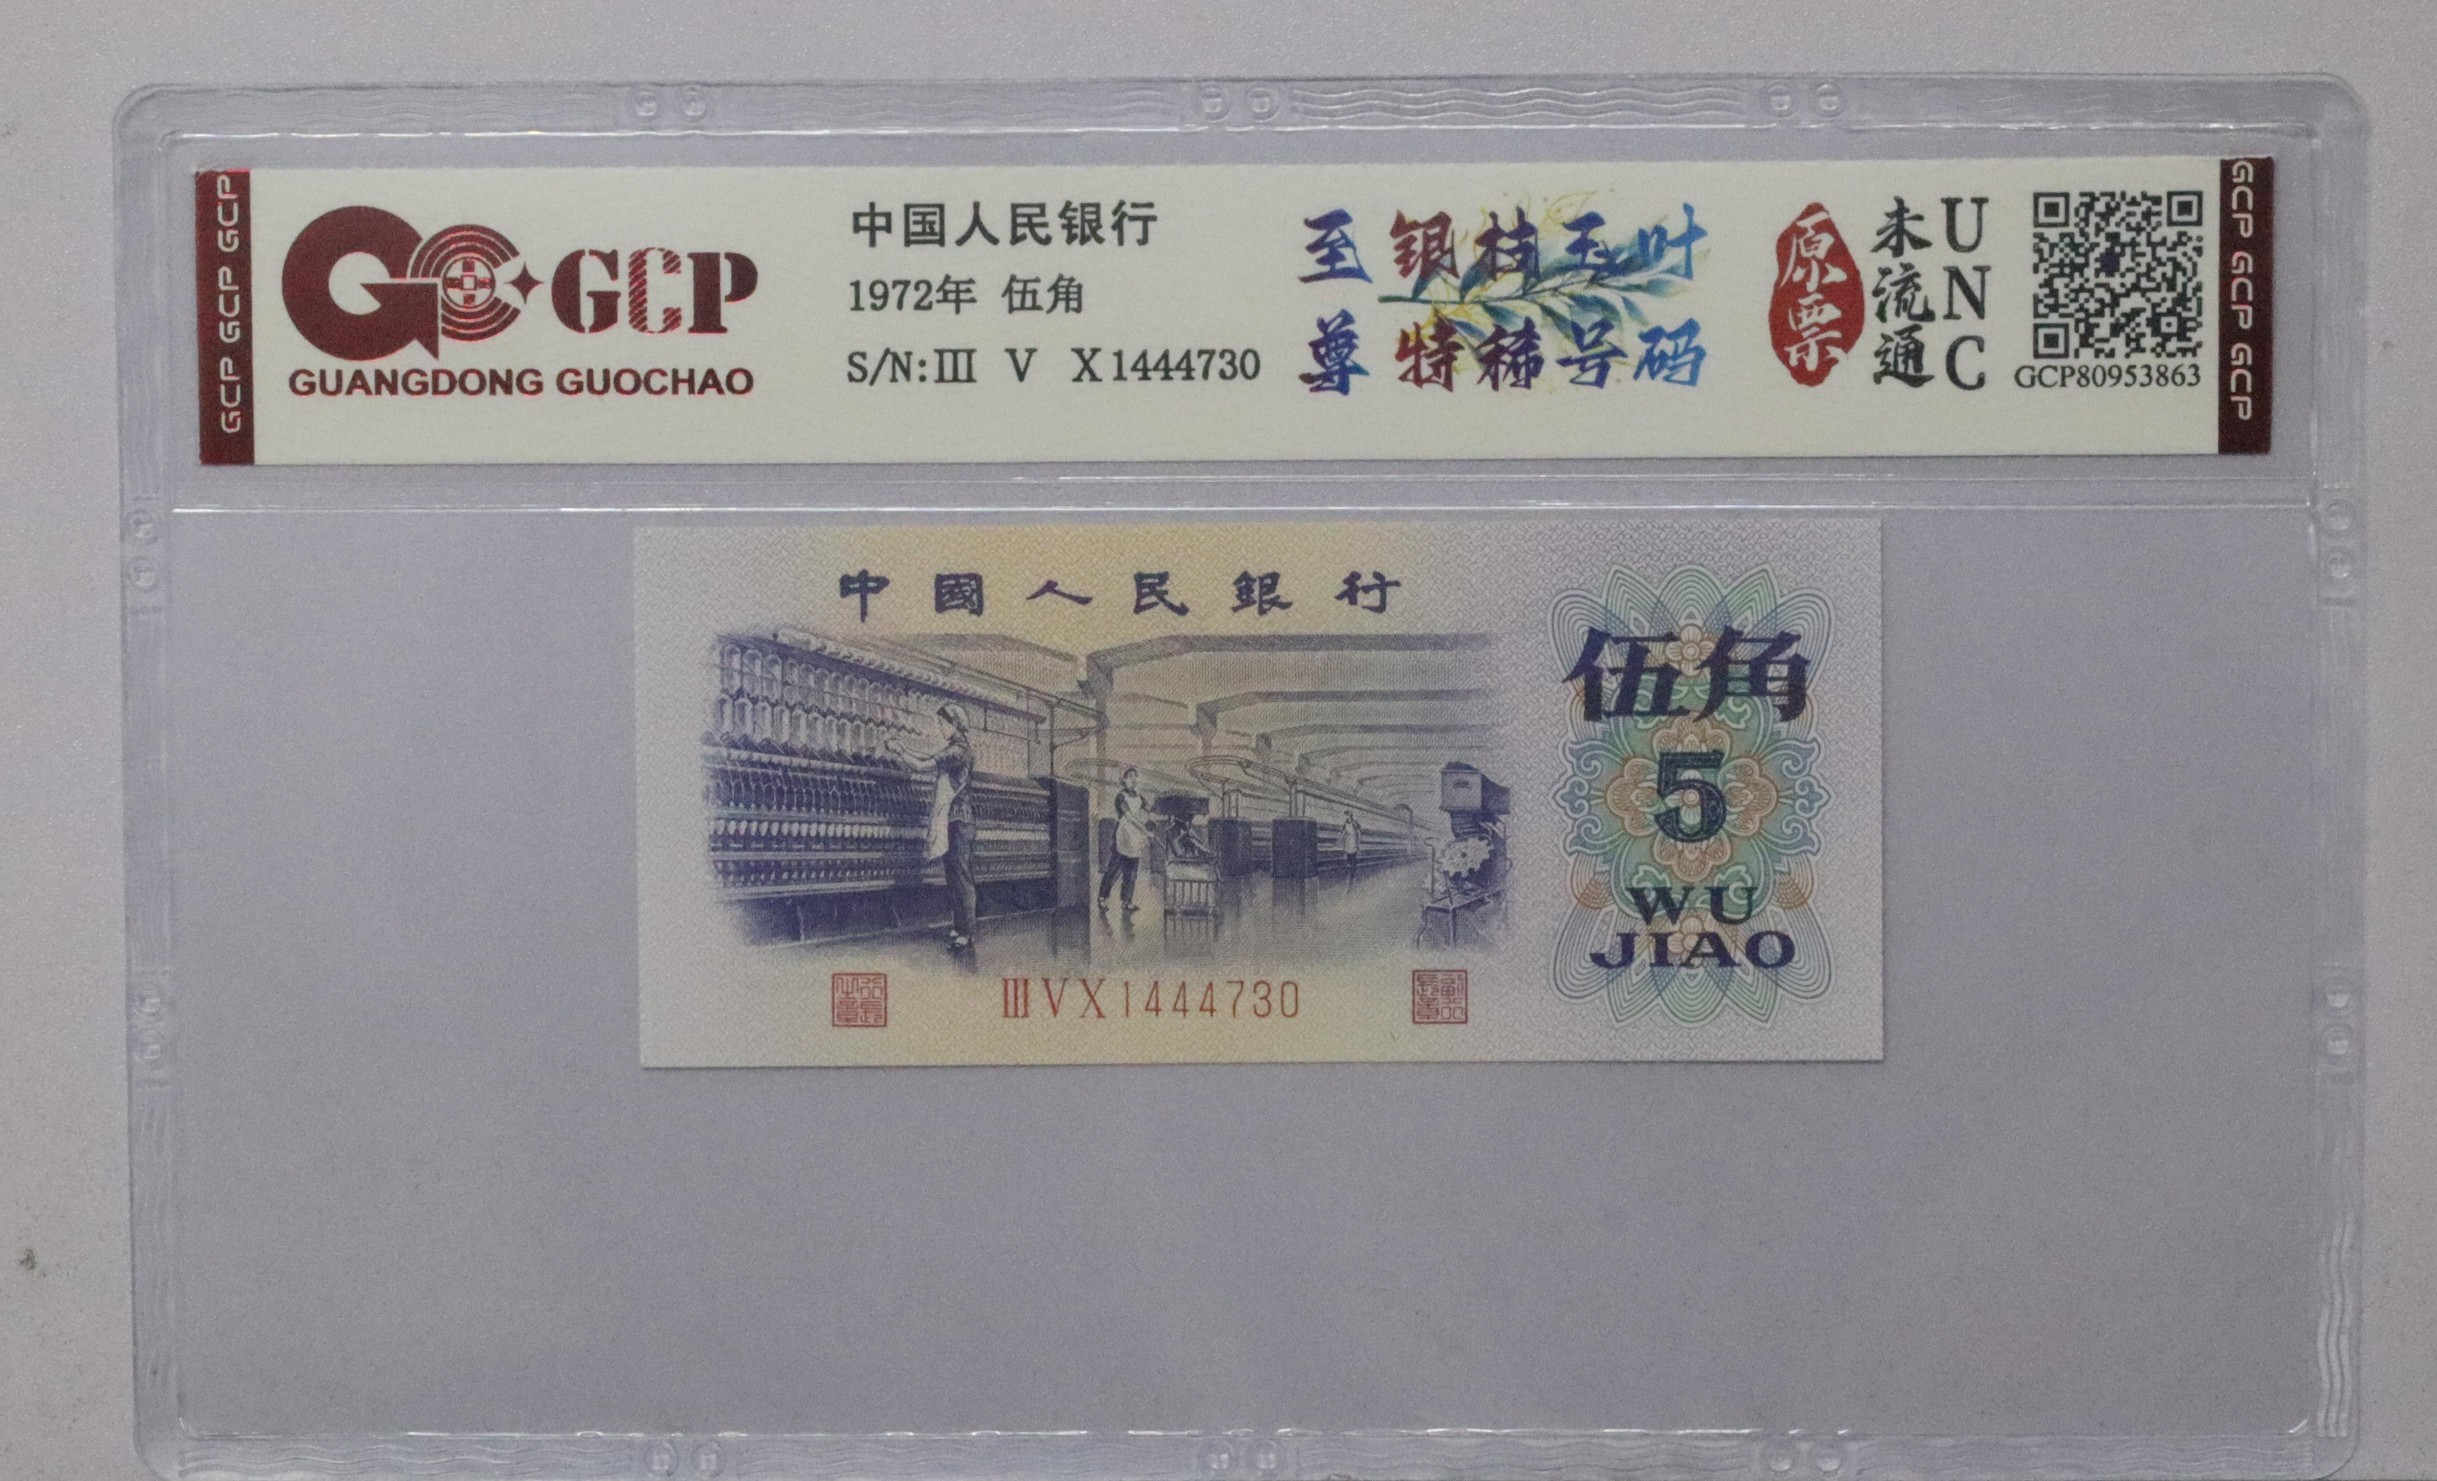 GCP GCP GCP
GCP
GUANGDONG GUOCHAO
中国人民银行
1972年 伍角
S/N:III V X1444730
至尊
银枝玉叶
特稀号码
原票
未流通
UNC
GCP80953863
GCP GCP GCP
中國人民銀行
伍角
5
WU
JIAO
III V X 1444730